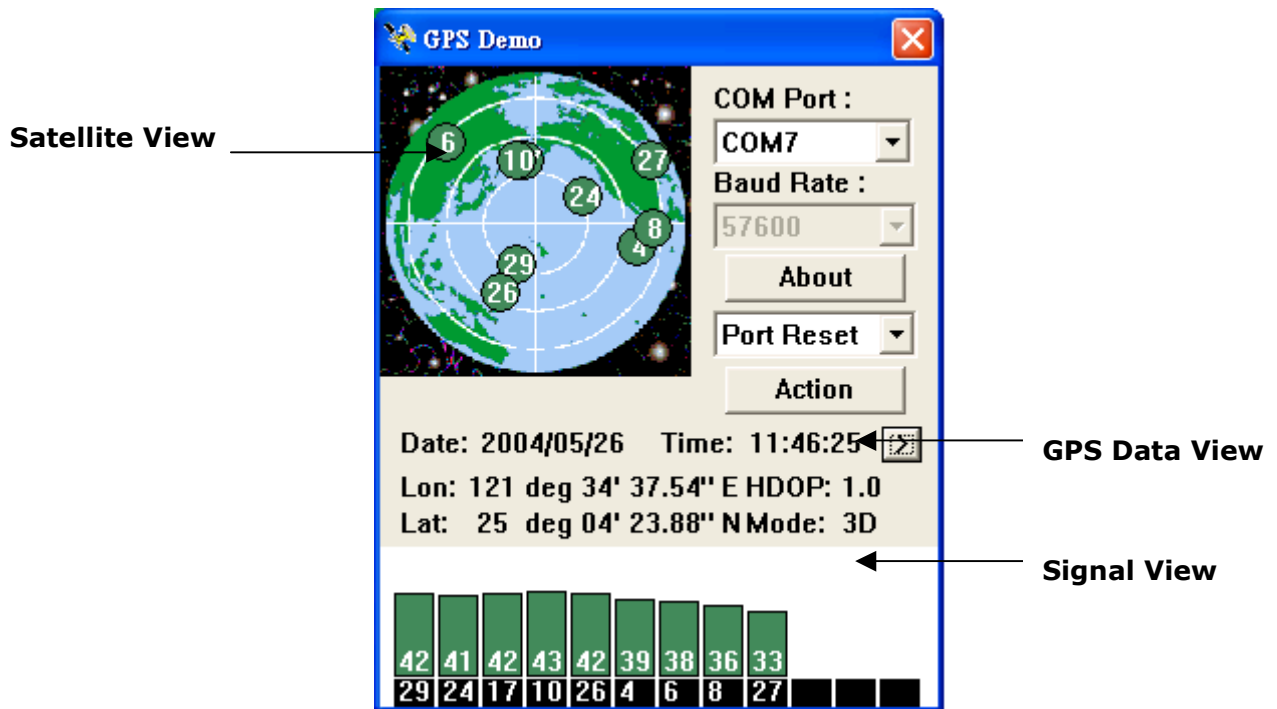 GPS Demo
Satellite View
6
10
27
24
8
4
29
26
COM Port :
COM7
Baud Rate :
57600
About
Port Reset
Action
Date: 2004/05/26 Time: 11:46:25
GPS Data View
Lon: 121 deg 34' 37.54'' E HDOP: 1.0
Lat: 25 deg 04' 23.88'' N Mode: 3D
Signal View
42 41 42 43 42 39 38 36 33
29 24 17 10 26 4 6 8 27